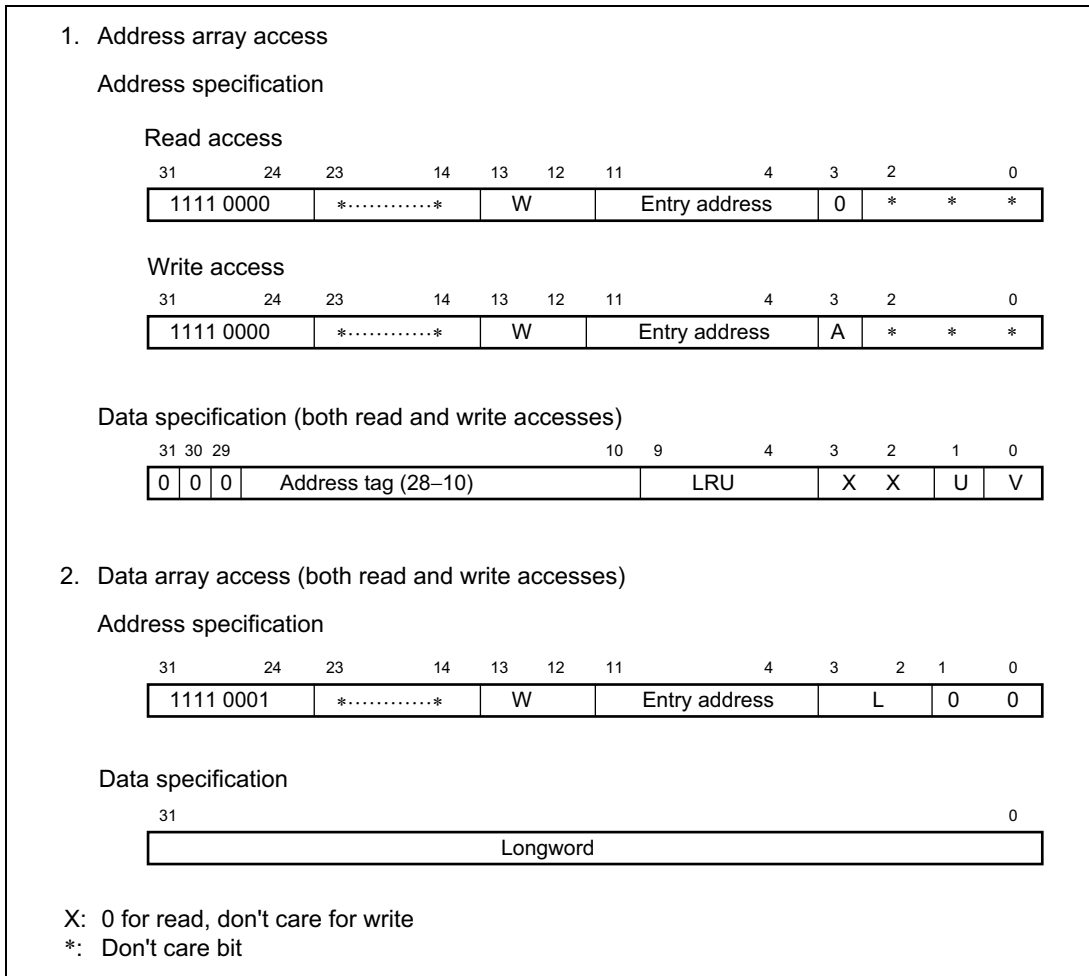 1. Address array access
Address specification
Read access
31 24 23 14 13 12 11 4 3 2 0
1111 0000 *············* W Entry address 0 * * *
Write access
31 24 23 14 13 12 11 4 3 2 0
1111 0000 *············* W Entry address A * * *
Data specification (both read and write accesses)
31 30 29 10 9 4 3 2 1 0
0 0 0 Address tag (28–10) LRU X X U V
2. Data array access (both read and write accesses)
Address specification
31 24 23 14 13 12 11 4 3 2 1 0
1111 0001 *············* W Entry address L 0 0
Data specification
31 0
Longword
X: 0 for read, don't care for write
*: Don't care bit